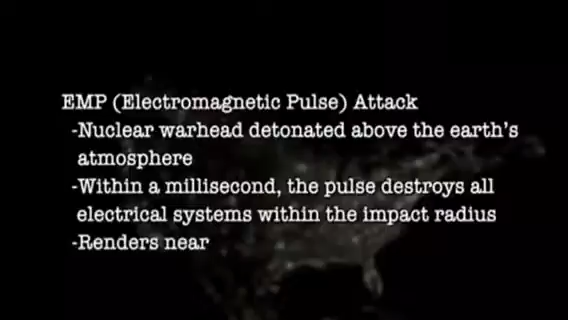 EMP (Electromagnetic Pulse) Attack
-Nuclear warhead detonated above the earth's
atmosphere
-Within a millisecond, the pulse destroys all
electrical systems within the impact radius
-Renders near